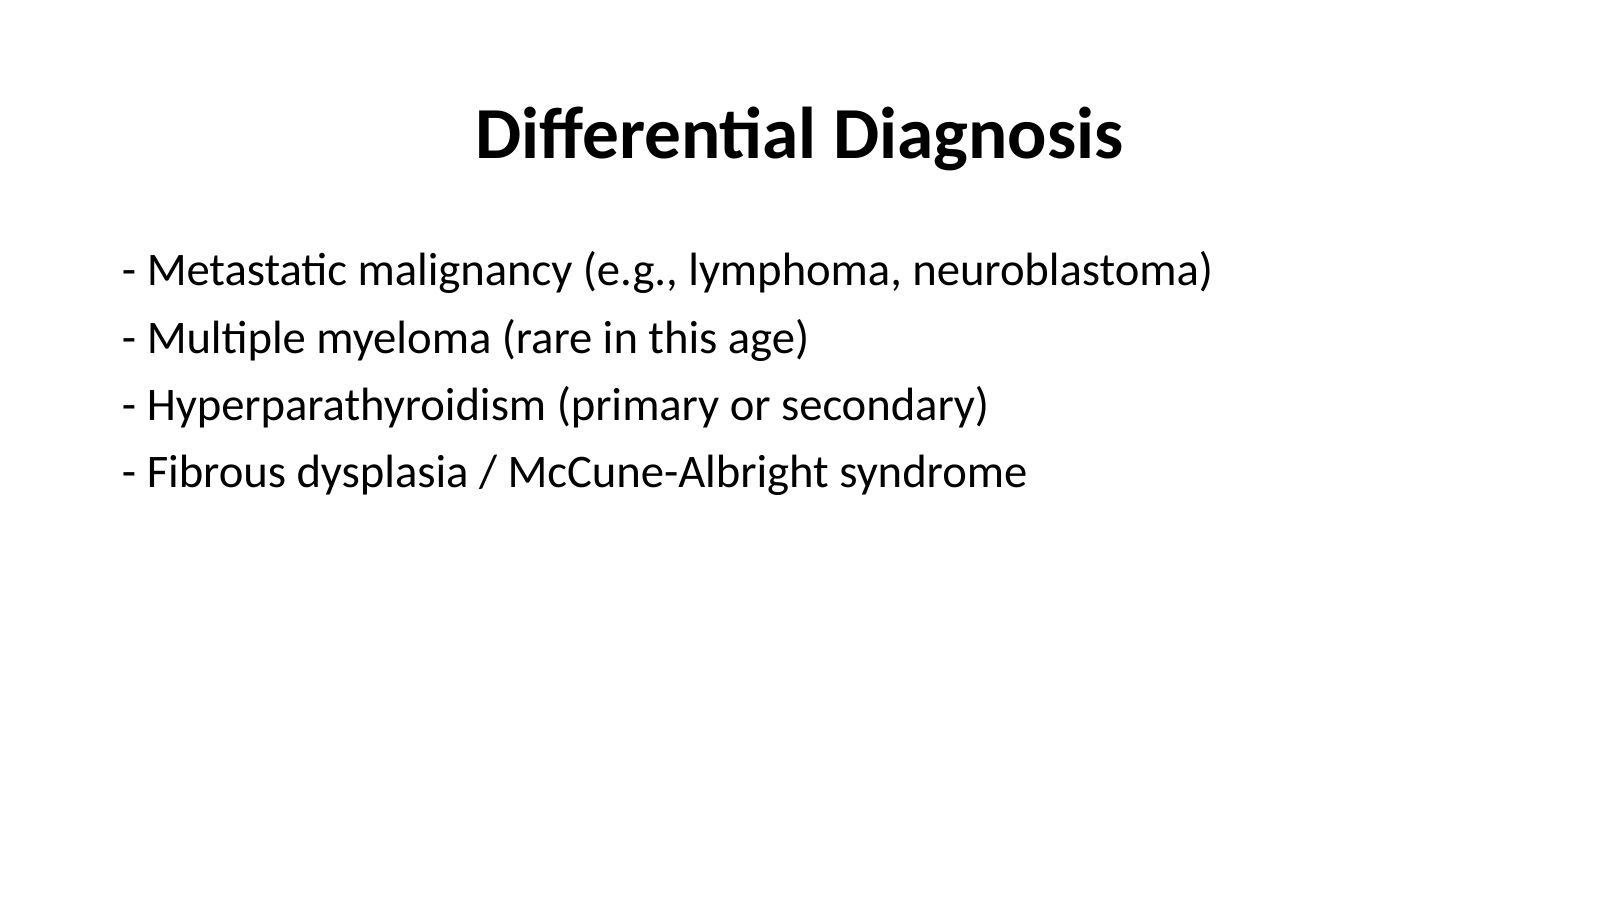 Differential Diagnosis
- Metastatic malignancy (e.g., lymphoma, neuroblastoma)
- Multiple myeloma (rare in this age)
- Hyperparathyroidism (primary or secondary)
- Fibrous dysplasia / McCune-Albright syndrome